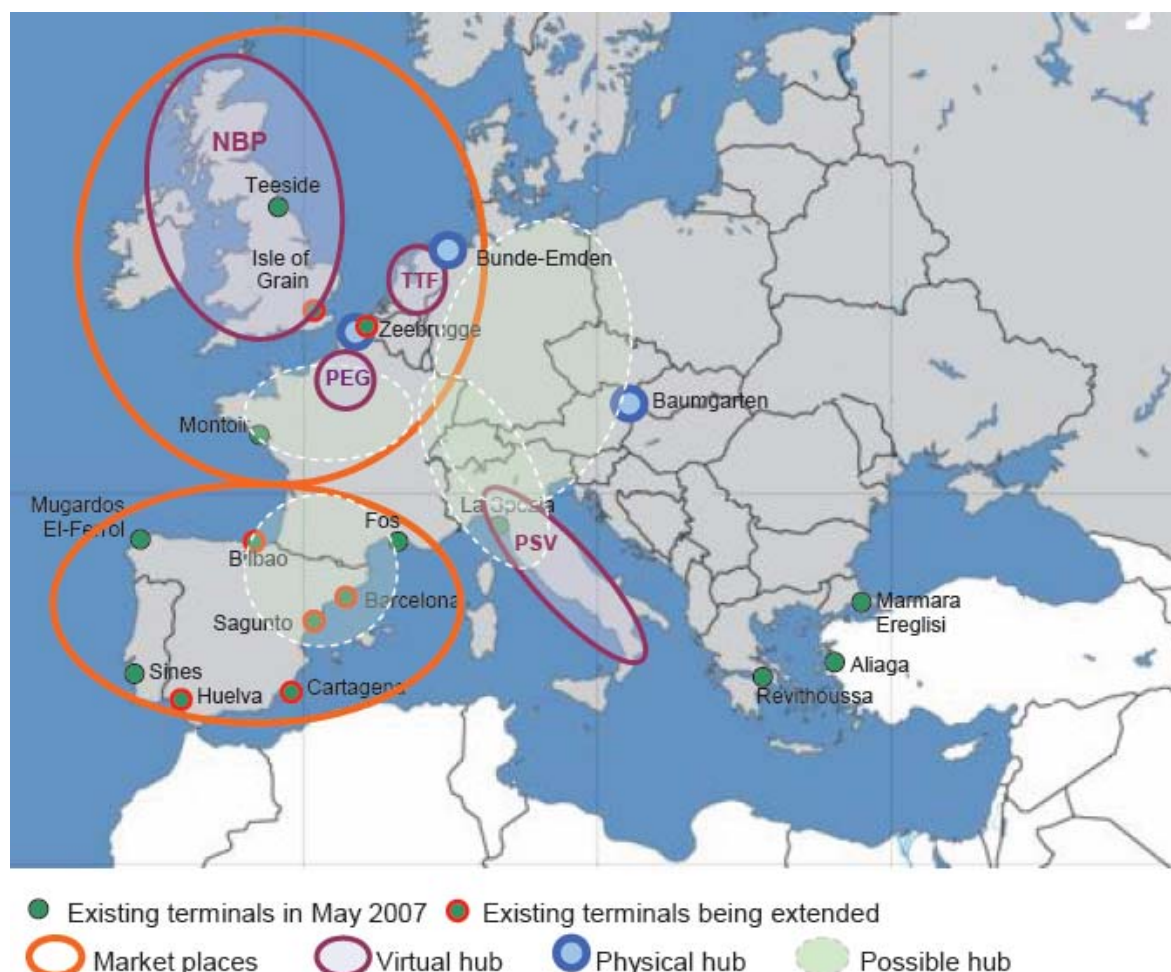 NBP
Teeside
Isle of
Grain
TTF
Bunde-Emden
Zeebrugge
PEG
Baumgarten
Montoir
Mugardos
El-Ferrol
Fos
La Spezia
PSV
Bilbao
Barcelona
Sagunto
Marmara
Ereglisi
Sines
Huelva
Cartagena
Aliaga
Revithoussa
Existing terminals in May 2007
Existing terminals being extended
Market places
Virtual hub
Physical hub
Possible hub